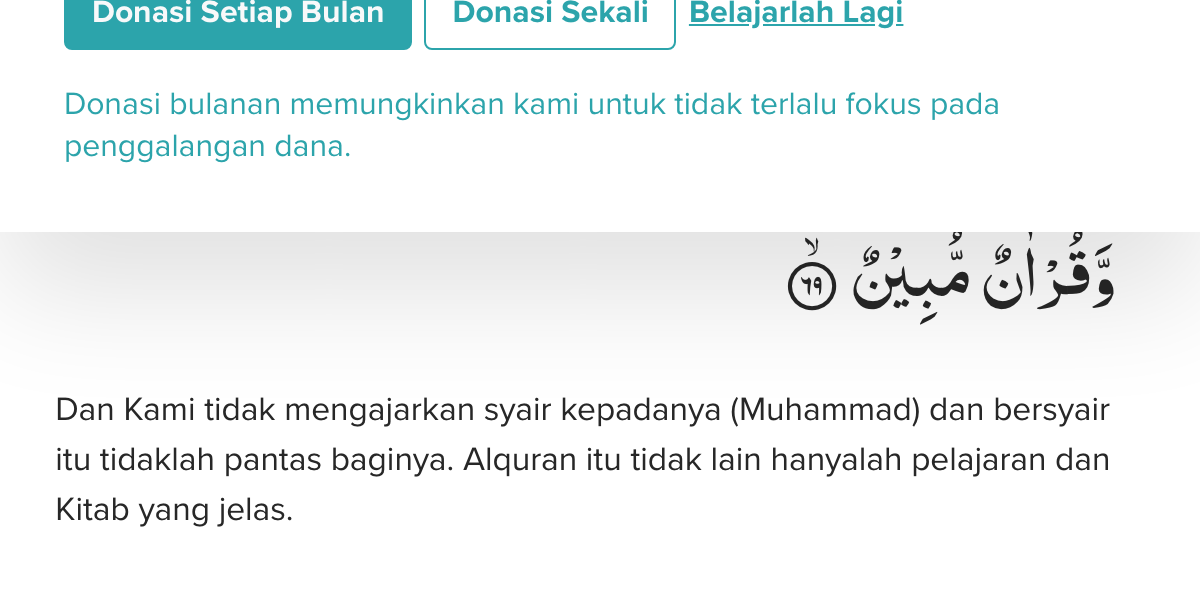 Donasi Setiap Bulan Donasi Sekali Belajarlah Lagi
Donasi bulanan memungkinkan kami untuk tidak terlalu fokus pada
penggalangan dana.
وَّقُرْاٰنٌ مُّبِيْنٌ ۙ ٦٩
Dan Kami tidak mengajarkan syair kepadanya (Muhammad) dan bersyair
itu tidaklah pantas baginya. Alquran itu tidak lain hanyalah pelajaran dan
Kitab yang jelas.